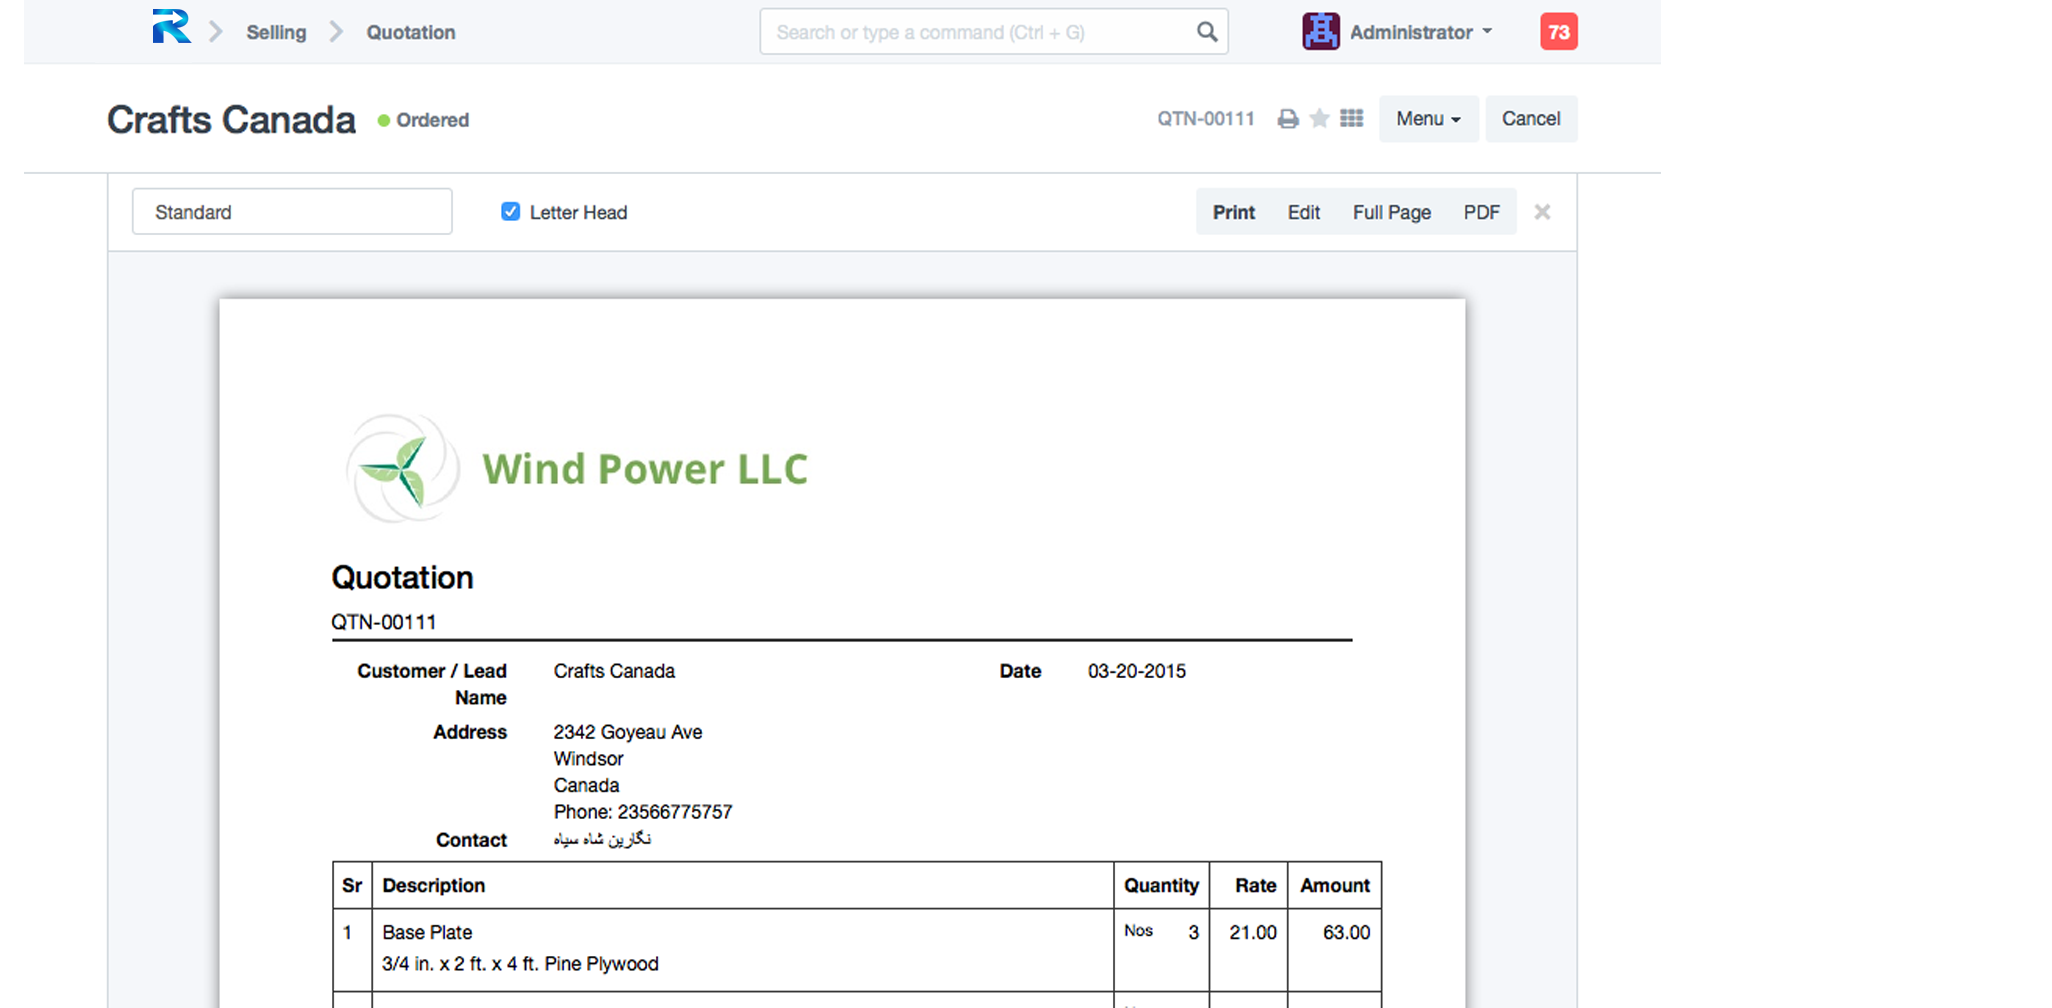 Selling
Quotation
Search or type a command (Ctrl + G)
Administrator
73
Crafts Canada
Ordered
QTN-00111
Menu
Cancel
Standard
Letter Head
Print
Edit
Full Page
PDF
Wind Power LLC
Quotation
QTN-00111
Customer / Lead Name
Crafts Canada
Date
03-20-2015
Address
2342 Goyeau Ave
Windsor
Canada
Phone: 23566775757
Contact
نگارین شاه سیاه
Sr Description Quantity Rate Amount
1 Base Plate Nos 3 21.00 63.00
3/4 in. x 2 ft. x 4 ft. Pine Plywood